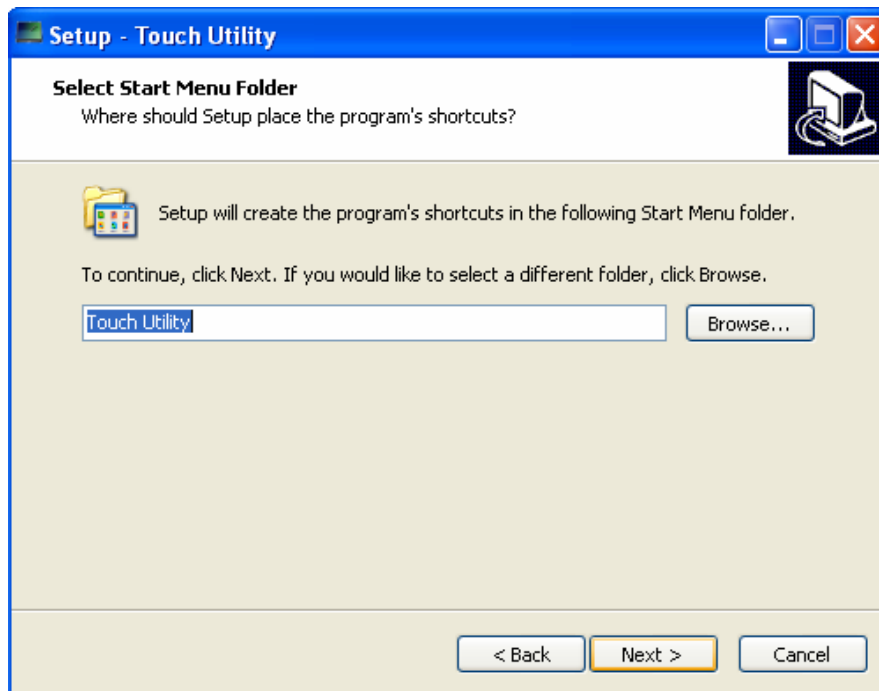 Setup - Touch Utility
Select Start Menu Folder
Where should Setup place the program's shortcuts?
Setup will create the program's shortcuts in the following Start Menu folder.
To continue, click Next. If you would like to select a different folder, click Browse.
Touch Utility
Browse...
< Back
Next >
Cancel